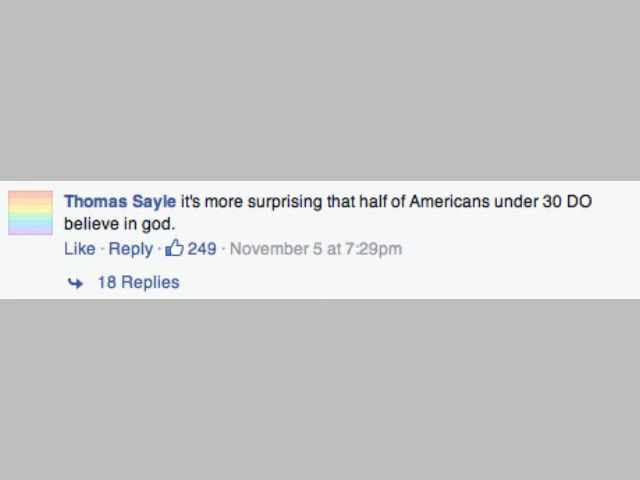 Thomas Sayle it's more surprising that half of Americans under 30 DO
believe in god.
Like · Reply · 249 · November 5 at 7:29pm
18 Replies